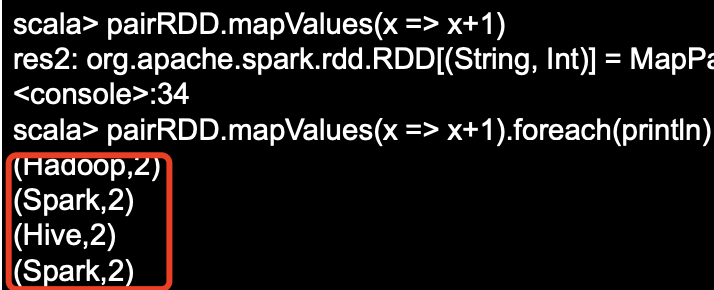 scala> pairRDD.mapValues(x => x+1)
res2: org.apache.spark.rdd.RDD[(String, Int)] = MapPa
<console>:34
scala> pairRDD.mapValues(x => x+1).foreach(println)
(Hadoop,2)
(Spark,2)
(Hive,2)
(Spark,2)